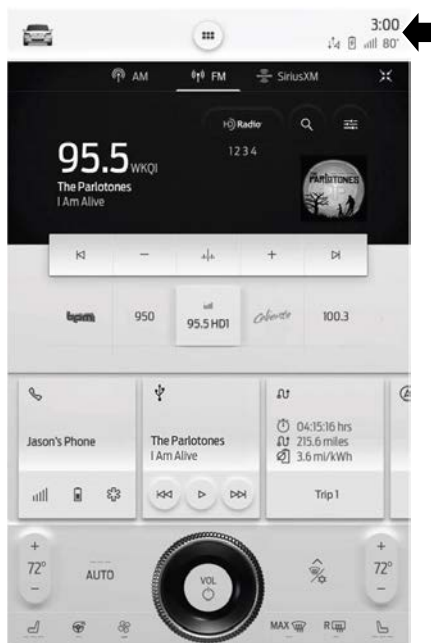 3:00
80°
AM
FM
SiriusXM
HD Radio
1 2 3 4
95.5 WKQI
The Parlotones
I Am Alive
PARLOTONES
bpm
950
95.5 HD1
Caliente
100.3
Jason's Phone
The Parlotones
I Am Alive
04:15:16 hrs
215.6 miles
3.6 mi/kWh
Trip 1
72°
AUTO
VOL
72°
MAX
R